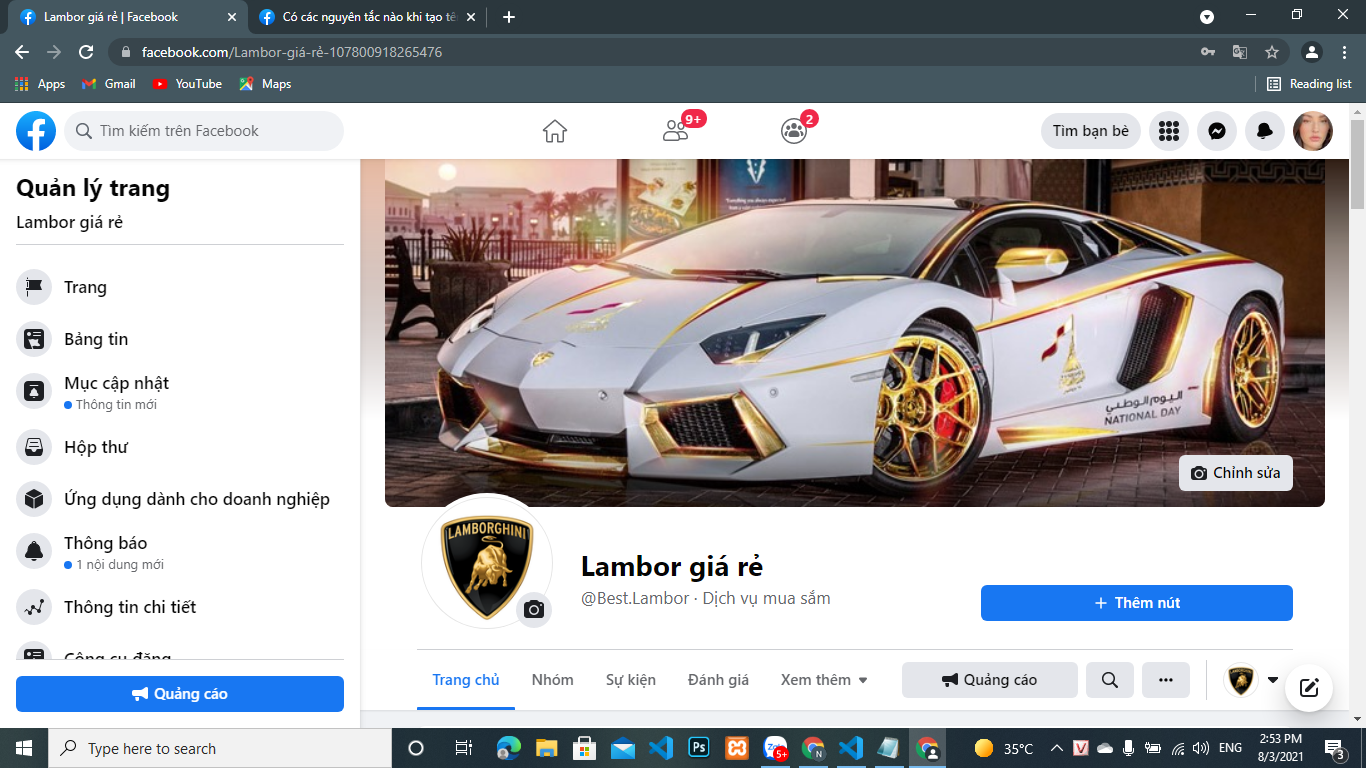 Lambor giá rẻ | Facebook
Có các nguyên tắc nào khi tạo tê
facebook.com/Lambor-giá-rẻ-107800918265476
Apps
Gmail
YouTube
Maps
Reading list
Tìm kiếm trên Facebook
9+
2
Tìm bạn bè
Quản lý trang
Lambor giá rẻ
Trang
Bảng tin
Mục cập nhật
Thông tin mới
Hộp thư
Ứng dụng dành cho doanh nghiệp
Thông báo
1 nội dung mới
Thông tin chi tiết
Công cụ đăng
Quảng cáo
اليوم الوطني
NATIONAL DAY
Chỉnh sửa
LAMBORGHINI
Lambor giá rẻ
@Best.Lambor · Dịch vụ mua sắm
+ Thêm nút
Trang chủ
Nhóm
Sự kiện
Đánh giá
Xem thêm
Quảng cáo
Type here to search
Ps
5+
N
35°C
V
ENG
2:53 PM
8/3/2021
3